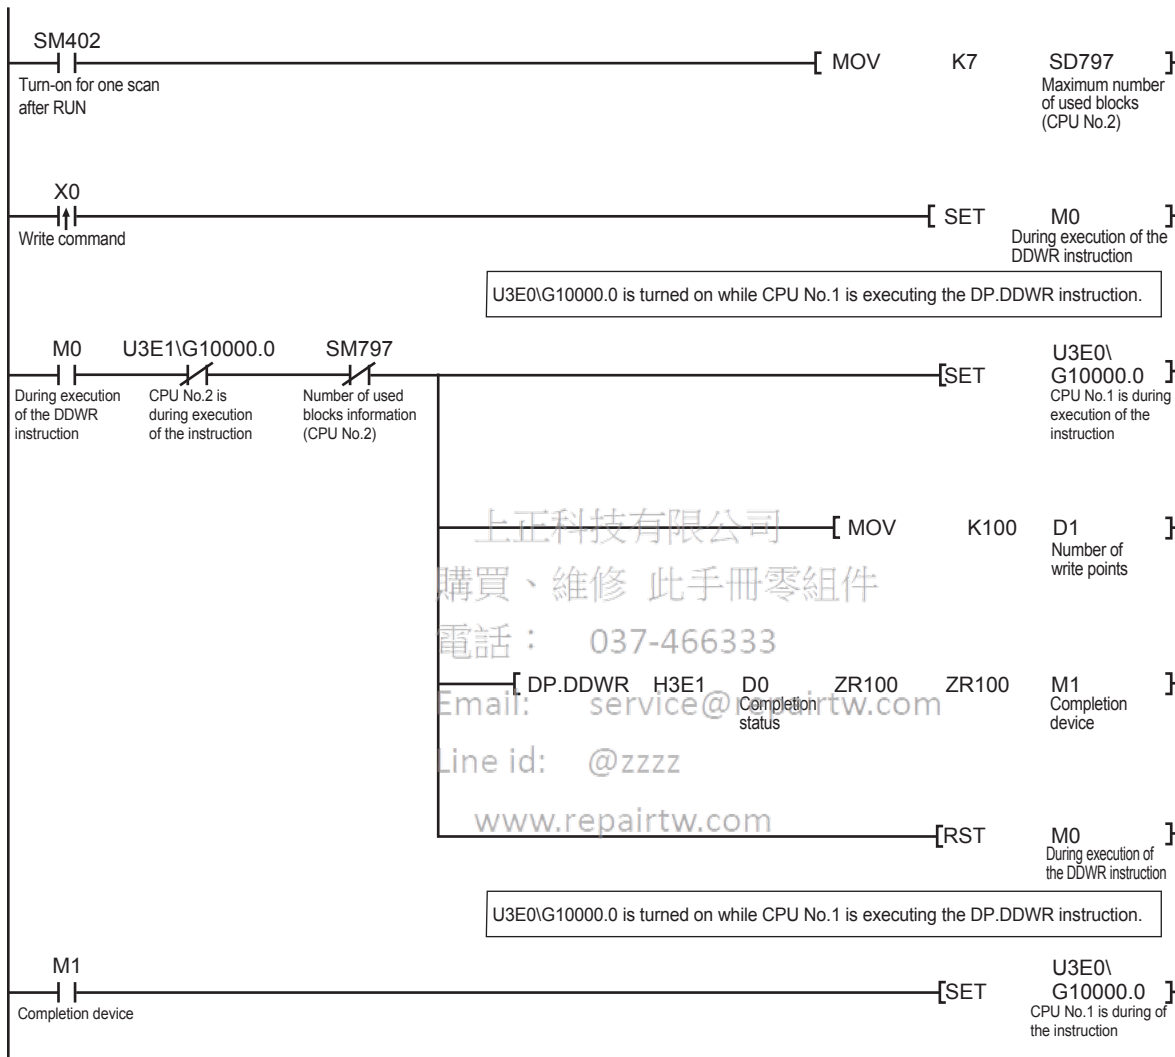 SM402
MOV K7 SD797
Turn-on for one scan
after RUN
Maximum number
of used blocks
(CPU No.2)
X0
SET M0
Write command
During execution of the
DDWR instruction
U3E0\G10000.0 is turned on while CPU No.1 is executing the DP.DDWR instruction.
M0 U3E1\G10000.0 SM797
During execution
of the DDWR
instruction
CPU No.2 is
during execution
of the instruction
Number of used
blocks information
(CPU No.2)
U3E0\
SET G10000.0
CPU No.1 is during
execution of the
instruction
上正科技有限公司
MOV K100 D1
Number of
write points
購買、維修 此手冊零組件
電話： 037-466333
DP.DDWR H3E1 D0 ZR100 ZR100 M1
Completion
status
Completion
device
Email: service@repairtw.com
Line id: @zzzz
www.repairtw.com
RST M0
During execution of
the DDWR instruction
U3E0\G10000.0 is turned on while CPU No.1 is executing the DP.DDWR instruction.
M1
Completion device
U3E0\
SET G10000.0
CPU No.1 is during of
the instruction